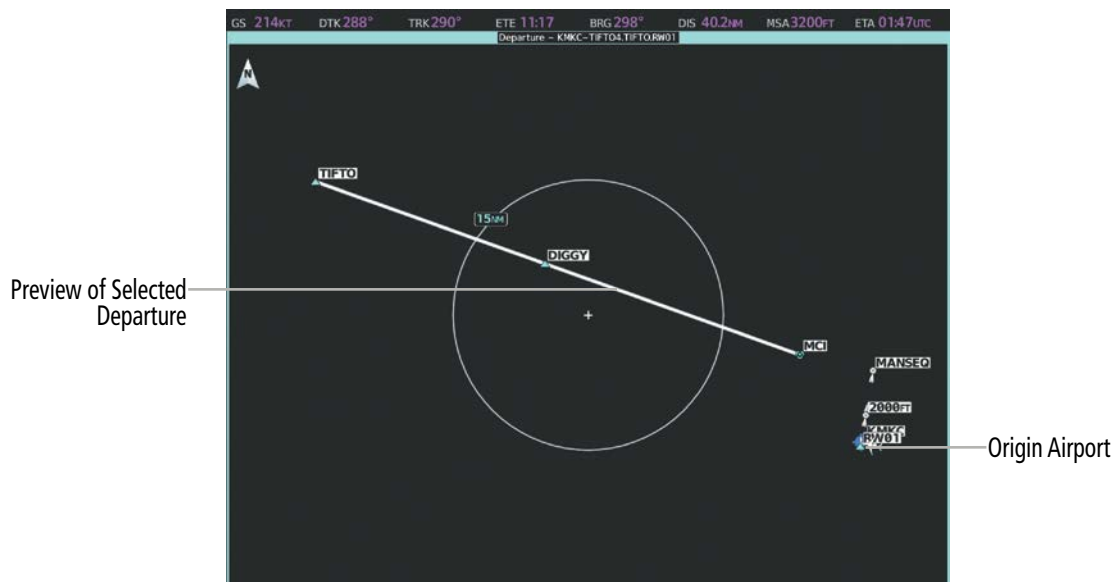 GS 214KT DTK 288° TRK 290° ETE 11:17 BRG 298° DIS 40.2NM MSA 3200FT ETA 01:47UTC
Departure – KMKC–TIFTO4.TIFTO.RW01
N
TIFTO
15NM
DIGGY
Preview of Selected
Departure
MCI
MANSEQ
2000FT
KMKC
RW01
Origin Airport